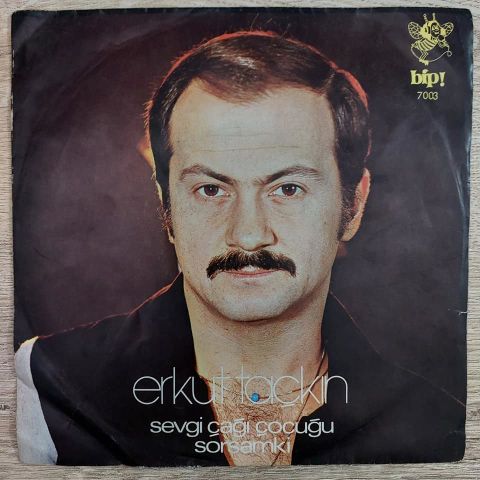 bip!
7003
erkut taçkın
sevgi çağı çocuğu
sorsamki